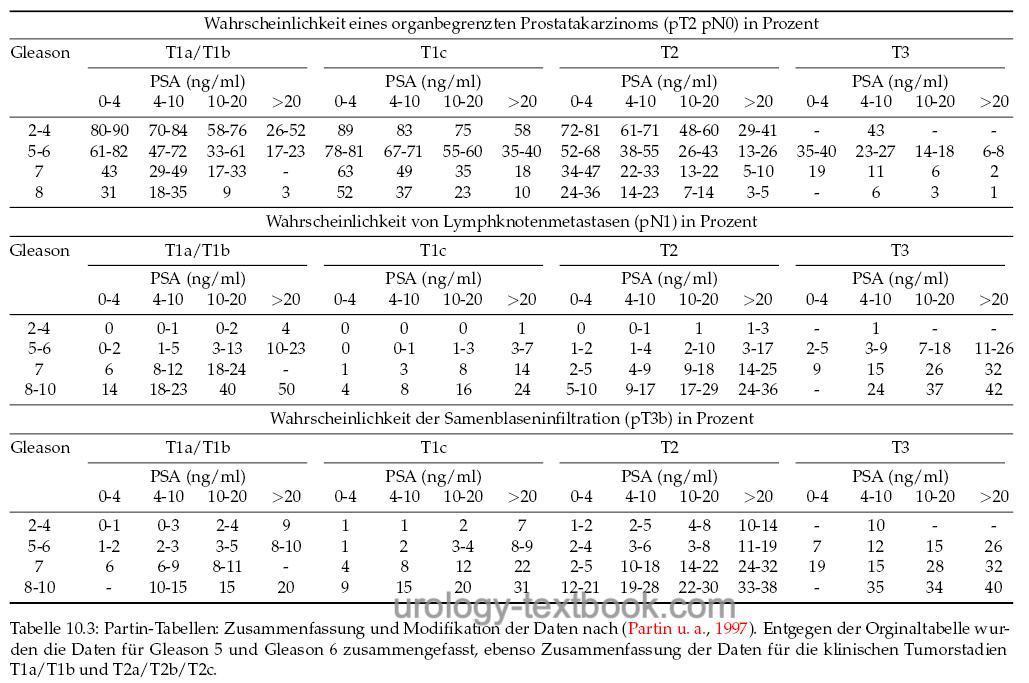 Wahrscheinlichkeit eines organbegrenzten Prostatakarzinoms (pT2 pN0) in Prozent
Gleason T1a/T1b T1c T2 T3
PSA (ng/ml) PSA (ng/ml) PSA (ng/ml) PSA (ng/ml)
0-4 4-10 10-20 >20 0-4 4-10 10-20 >20 0-4 4-10 10-20 >20 0-4 4-10 10-20 >20
2-4 80-90 70-84 58-76 26-52 89 83 75 58 72-81 61-71 48-60 29-41 - 43 - -
5-6 61-82 47-72 33-61 17-23 78-81 67-71 55-60 35-40 52-68 38-55 26-43 13-26 35-40 23-27 14-18 6-8
7 43 29-49 17-33 - 63 49 35 18 34-47 22-33 13-22 5-10 19 11 6 2
8 31 18-35 9 3 52 37 23 10 24-36 14-23 7-14 3-5 - 6 3 1
Wahrscheinlichkeit von Lymphknotenmetastasen (pN1) in Prozent
Gleason T1a/T1b T1c T2 T3
PSA (ng/ml) PSA (ng/ml) PSA (ng/ml) PSA (ng/ml)
0-4 4-10 10-20 >20 0-4 4-10 10-20 >20 0-4 4-10 10-20 >20 0-4 4-10 10-20 >20
2-4 0 0-1 0-2 4 0 0 0 1 0 0-1 1 1-3 - 1 - -
5-6 0-2 1-5 3-13 10-23 0 0-1 1-3 3-7 1-2 1-4 2-10 3-17 2-5 3-9 7-18 11-26
7 6 8-12 18-24 - 1 3 8 14 2-5 4-9 9-18 14-25 9 15 26 32
8-10 14 18-23 40 50 4 8 16 24 5-10 9-17 17-29 24-36 - 24 37 42
Wahrscheinlichkeit der Samenblaseninfiltration (pT3b) in Prozent
Gleason T1a/T1b T1c T2 T3
PSA (ng/ml) PSA (ng/ml) PSA (ng/ml) PSA (ng/ml)
0-4 4-10 10-20 >20 0-4 4-10 10-20 >20 0-4 4-10 10-20 >20 0-4 4-10 10-20 >20
2-4 0-1 0-3 2-4 9 1 1 2 7 1-2 2-5 4-8 10-14 - 10 - -
5-6 1-2 2-3 3-5 8-10 1 2 3-4 8-9 2-4 3-6 3-8 11-19 7 12 15 26
7 6 6-9 8-11 - 4 8 12 22 2-5 10-18 14-22 24-32 19 15 28 32
8-10 - 10-15 15 20 9 15 20 31 12-21 19-28 22-30 33-38 - 35 34 40
urology-textbook.com
Tabelle 10.3: Partin-Tabellen: Zusammenfassung und Modifikation der Daten nach (Partin u. a., 1997). Entgegen der Orginaltabelle wur-
den die Daten für Gleason 5 und Gleason 6 zusammengefasst, ebenso Zusammenfassung der Daten für die klinischen Tumorstadien
T1a/T1b und T2a/T2b/T2c.